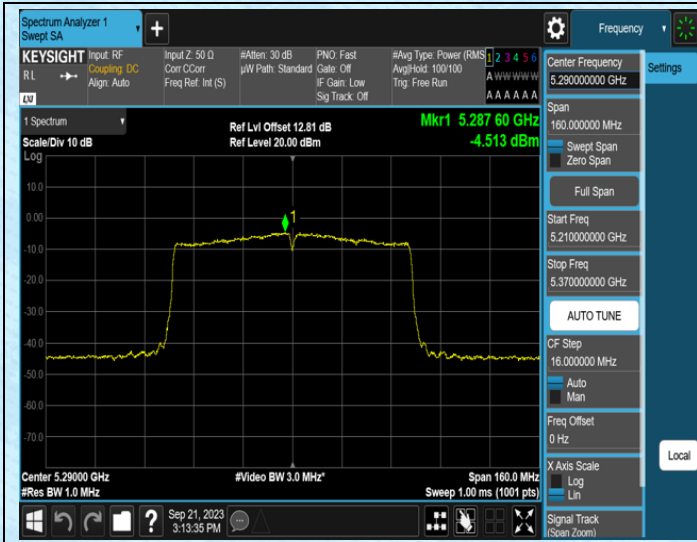 Spectrum Analyzer 1
Swept SA
+
Frequency
KEYSIGHT
RL
LXI
Input: RF
Coupling: DC
Align: Auto
Input Z: 50 Ω
Corr CCorr
Freq Ref: Int (S)
#Atten: 30 dB
µW Path: Standard
PNO: Fast
Gate: Off
IF Gain: Low
Sig Track: Off
#Avg Type: Power (RMS
Avg|Hold: 100/100
Trig: Free Run
1 2 3 4 5 6
A W W W W W
A A A A A A
1 Spectrum
Scale/Div 10 dB
Log
Ref Lvl Offset 12.81 dB
Ref Level 20.00 dBm
Mkr1 5.287 60 GHz
-4.513 dBm
10.0
0.00
-10.0
-20.0
-30.0
-40.0
-50.0
-60.0
-70.0
1
Center 5.29000 GHz
#Res BW 1.0 MHz
#Video BW 3.0 MHz*
Span 160.0 MHz
Sweep 1.00 ms (1001 pts)
?
Sep 21, 2023
3:13:35 PM
Center Frequency
5.290000000 GHz
Span
160.000000 MHz
Swept Span
Zero Span
Full Span
Start Freq
5.210000000 GHz
Stop Freq
5.370000000 GHz
AUTO TUNE
CF Step
16.000000 MHz
Auto
Man
Freq Offset
0 Hz
X Axis Scale
Log
Lin
Signal Track
(Span Zoom)
Settings
Local